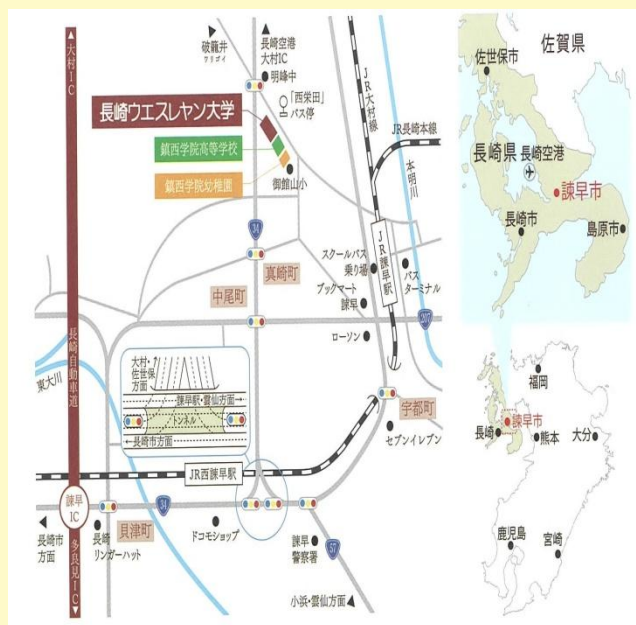 ▲大村IC
破籠井
アリゴイ
長崎空港
大村IC
明峰中
「西栄田」
バス停
長崎ウエスレヤン大学
鎮西学院高等学校
鎮西学院幼稚園
御館山小
JR大村線
JR長崎本線
本明川
34
真崎町
中尾町
スクールバス
乗り場
ブックマート
諫早
JR諫早駅
バス
ターミナル
207
ローソン
長崎自動車道
東大川
大村・
佐世保
方面
諫早駅・雲仙方面→
トンネル
←長崎市方面
宇都町
セブンイレブン
JR西諫早駅
諫早
IC
34
長崎市
方面
長崎
リンガーハット
貝津町
ドコモショップ
諫早
警察署
57
小浜・雲仙方面
多良見IC▼
佐賀県
佐世保市
長崎県
長崎空港
諫早市
長崎市
島原市
福岡
諫早市
長崎
熊本
大分
鹿児島
宮崎